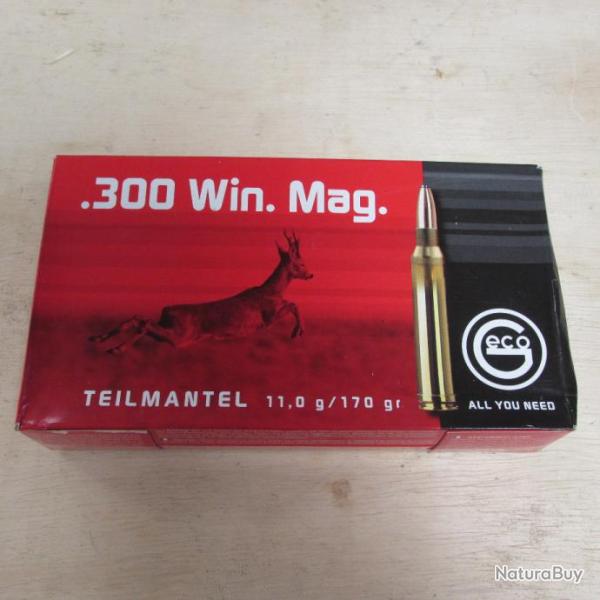 .300 Win. Mag.
Geco
TEILMANTEL 11,0 g/170 gr
ALL YOU NEED
NaturaBuy